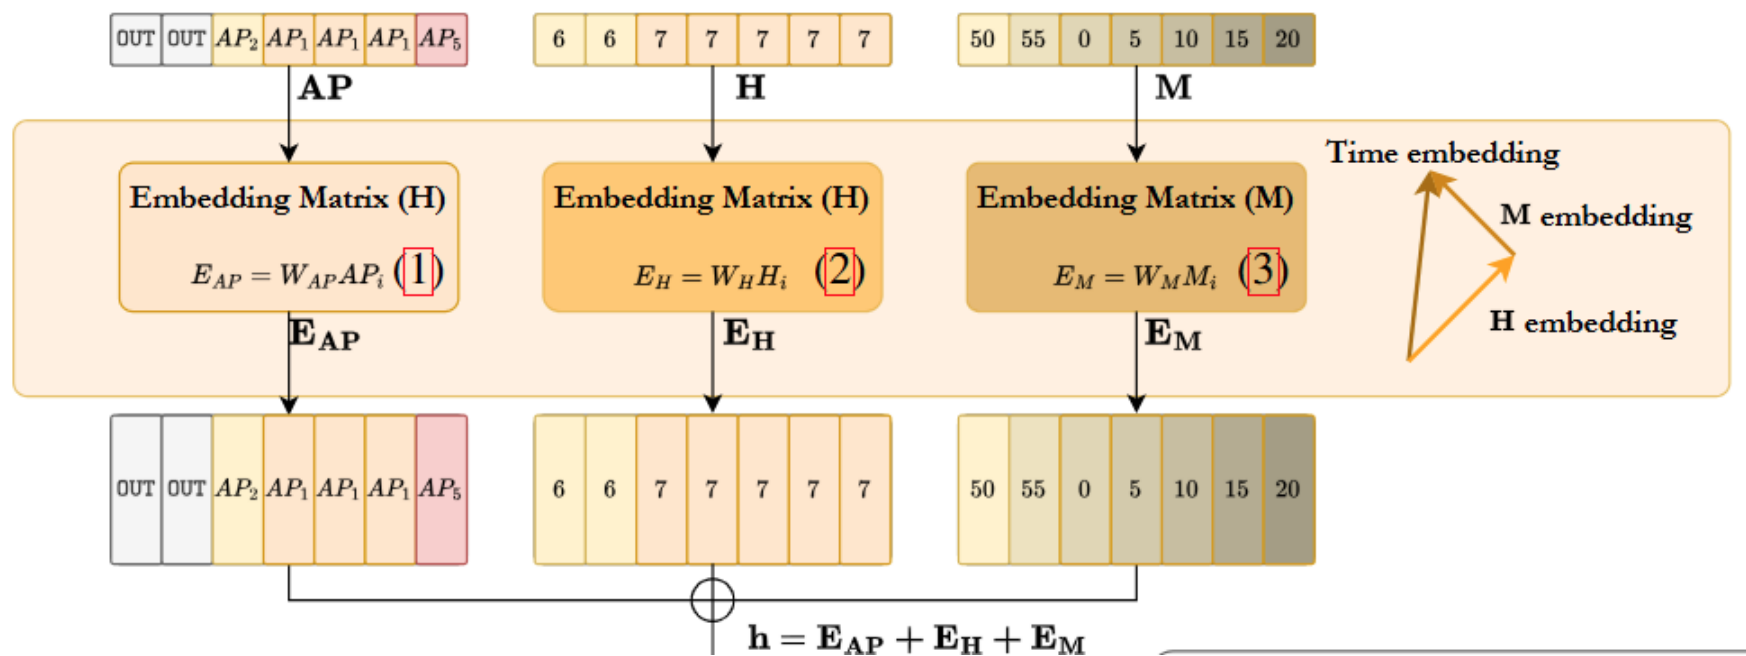 OUT OUT AP₂ AP₁ AP₁ AP₁ AP₅
6 6 7 7 7 7 7
50 55 0 5 10 15 20
AP
H
M
Embedding Matrix (H)
E_AP = W_AP AP_i (1)
Embedding Matrix (H)
E_H = W_H H_i (2)
Embedding Matrix (M)
E_M = W_M M_i (3)
Time embedding
M embedding
H embedding
E_AP
E_H
E_M
OUT OUT AP₂ AP₁ AP₁ AP₁ AP₅
6 6 7 7 7 7 7
50 55 0 5 10 15 20
h = E_AP + E_H + E_M